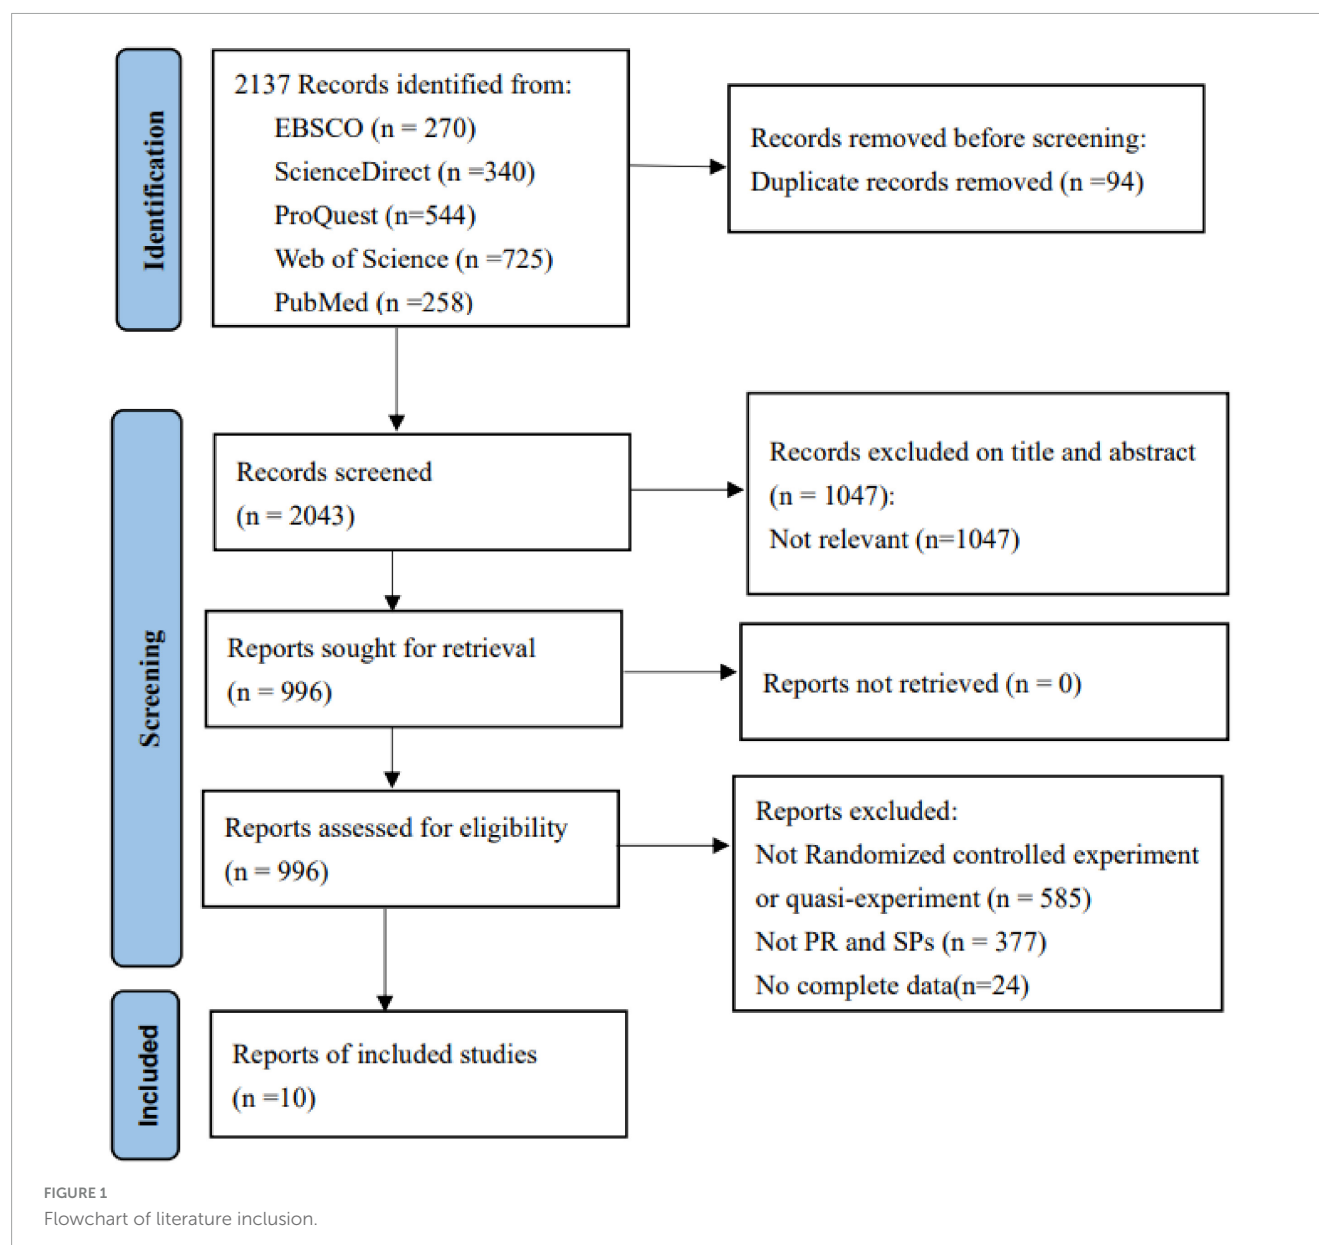 Identification
2137 Records identified from:
EBSCO (n = 270)
ScienceDirect (n =340)
ProQuest (n=544)
Web of Science (n =725)
PubMed (n =258)
Records removed before screening:
Duplicate records removed (n =94)
Screening
Records screened
(n = 2043)
Records excluded on title and abstract
(n = 1047):
Not relevant (n=1047)
Reports sought for retrieval
(n = 996)
Reports not retrieved (n = 0)
Reports assessed for eligibility
(n = 996)
Reports excluded:
Not Randomized controlled experiment
or quasi-experiment (n = 585)
Not PR and SPs (n = 377)
No complete data(n=24)
Included
Reports of included studies
(n =10)
FIGURE 1
Flowchart of literature inclusion.